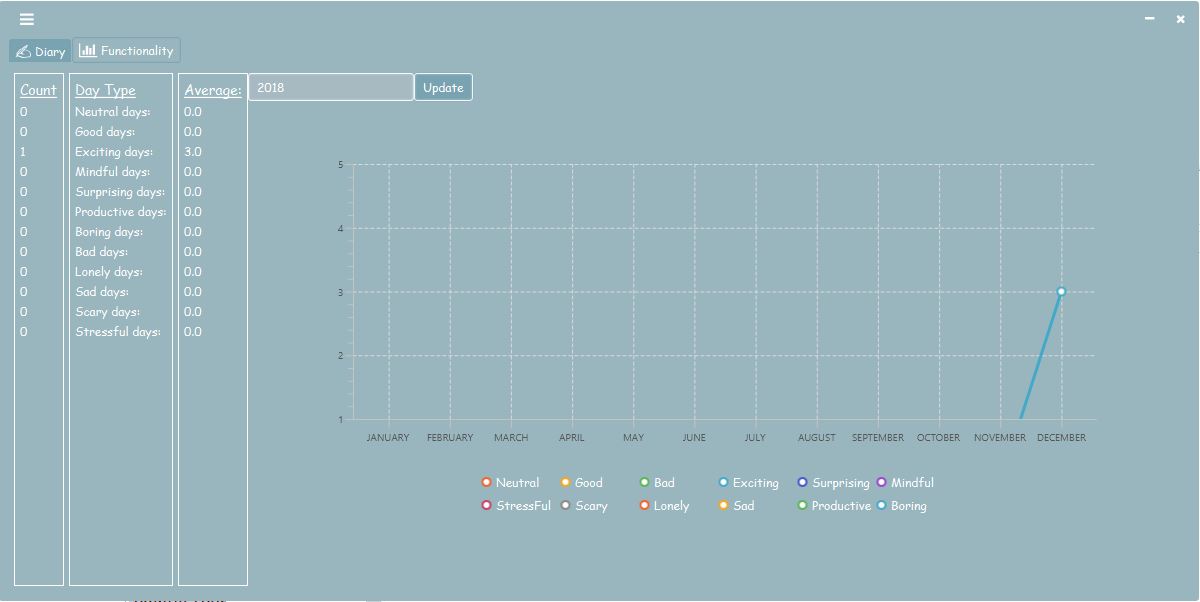 Diary Functionality
Count Day Type Average: 2018 Update
0 Neutral days: 0.0
0 Good days: 0.0
1 Exciting days: 3.0
0 Mindful days: 0.0
0 Surprising days: 0.0
0 Productive days: 0.0
0 Boring days: 0.0
0 Bad days: 0.0
0 Lonely days: 0.0
0 Sad days: 0.0
0 Scary days: 0.0
0 Stressful days: 0.0
5
4
3
2
1
JANUARY FEBRUARY MARCH APRIL MAY JUNE JULY AUGUST SEPTEMBER OCTOBER NOVEMBER DECEMBER
Neutral Good Bad Exciting Surprising Mindful
StressFul Scary Lonely Sad Productive Boring